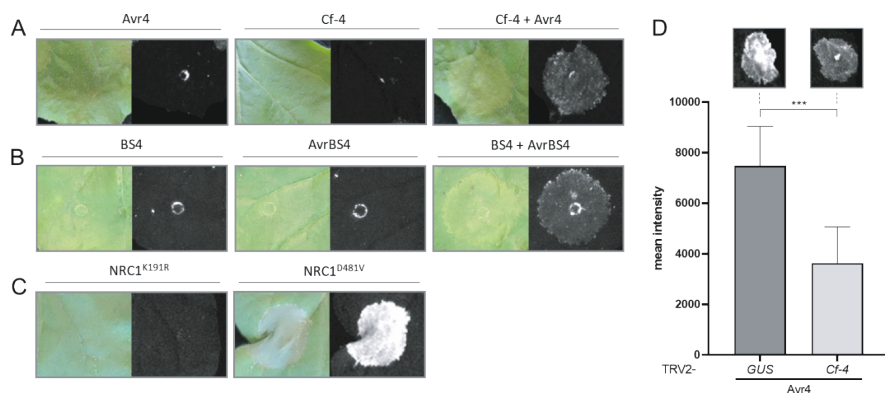 A
Avr4
Cf-4
Cf-4 + Avr4
B
BS4
AvrBS4
BS4 + AvrBS4
C
NRC1K191R
NRC1D481V
D
***
10000
8000
6000
4000
2000
0
mean intensity
TRV2-
GUS
Cf-4
Avr4